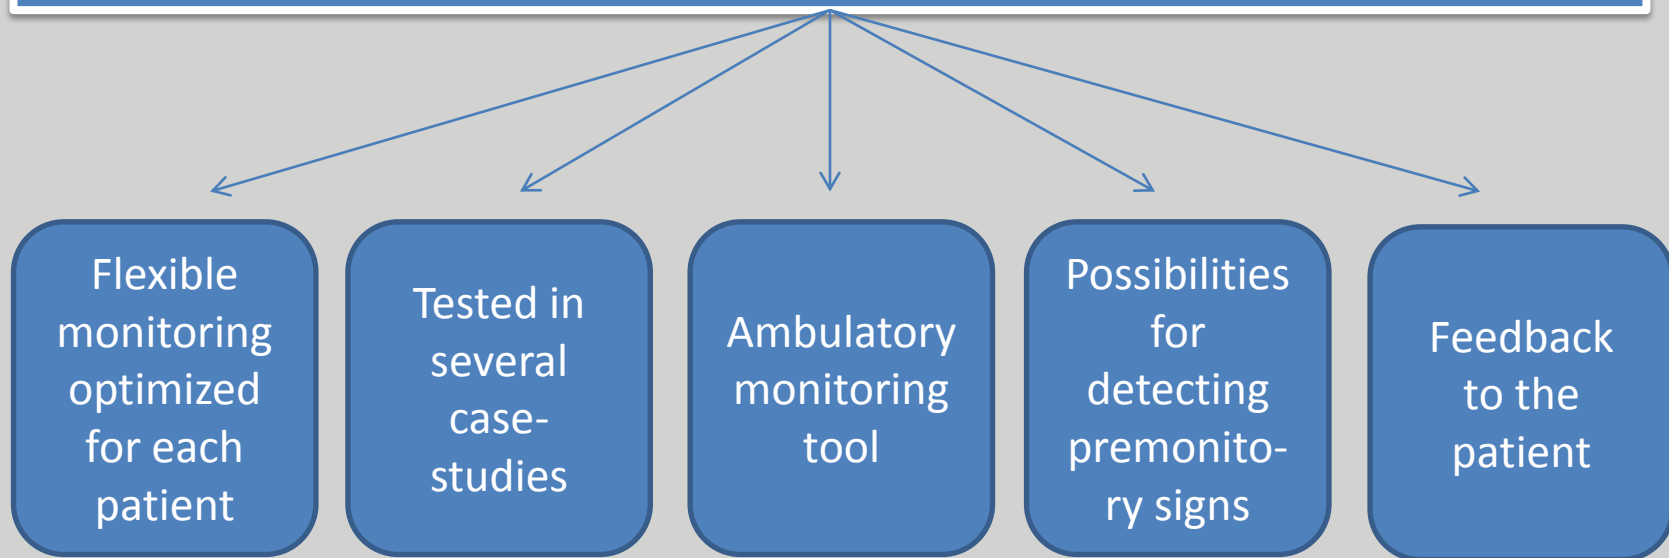 Flexible
monitoring
optimized
for each
patient
Tested in
several
case-
studies
Ambulatory
monitoring
tool
Possibilities
for
detecting
premonito-
ry signs
Feedback
to the
patient